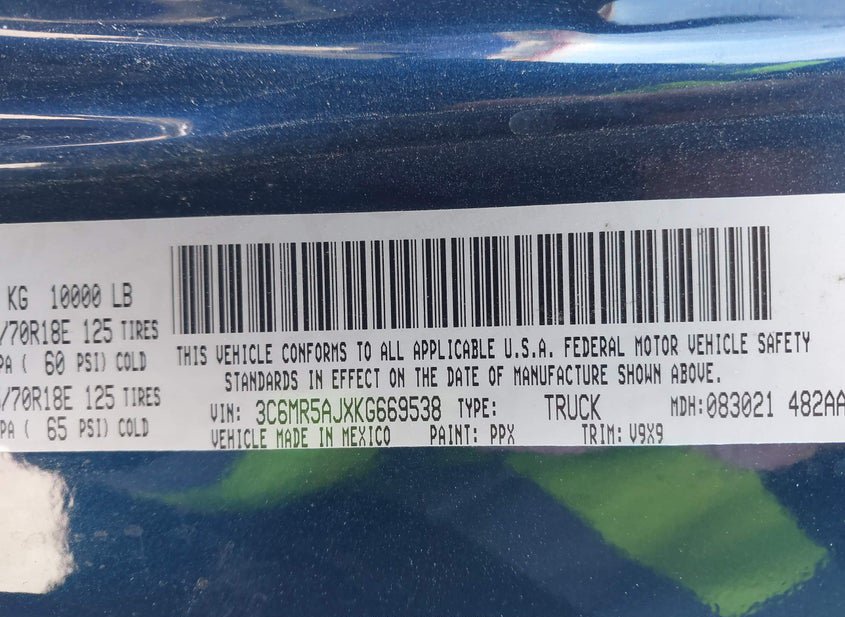 KG 10000 LB
/70R18E 125 TIRES
PA ( 60 PSI) COLD
/70R18E 125 TIRES
PA ( 65 PSI) COLD
THIS VEHICLE CONFORMS TO ALL APPLICABLE U.S.A. FEDERAL MOTOR VEHICLE SAFETY
STANDARDS IN EFFECT ON THE DATE OF MANUFACTURE SHOWN ABOVE.
VIN: 3C6MR5AJXKG669538 TYPE: TRUCK MDH:083021 482AA
VEHICLE MADE IN MEXICO PAINT: PPX TRIM: V9X9